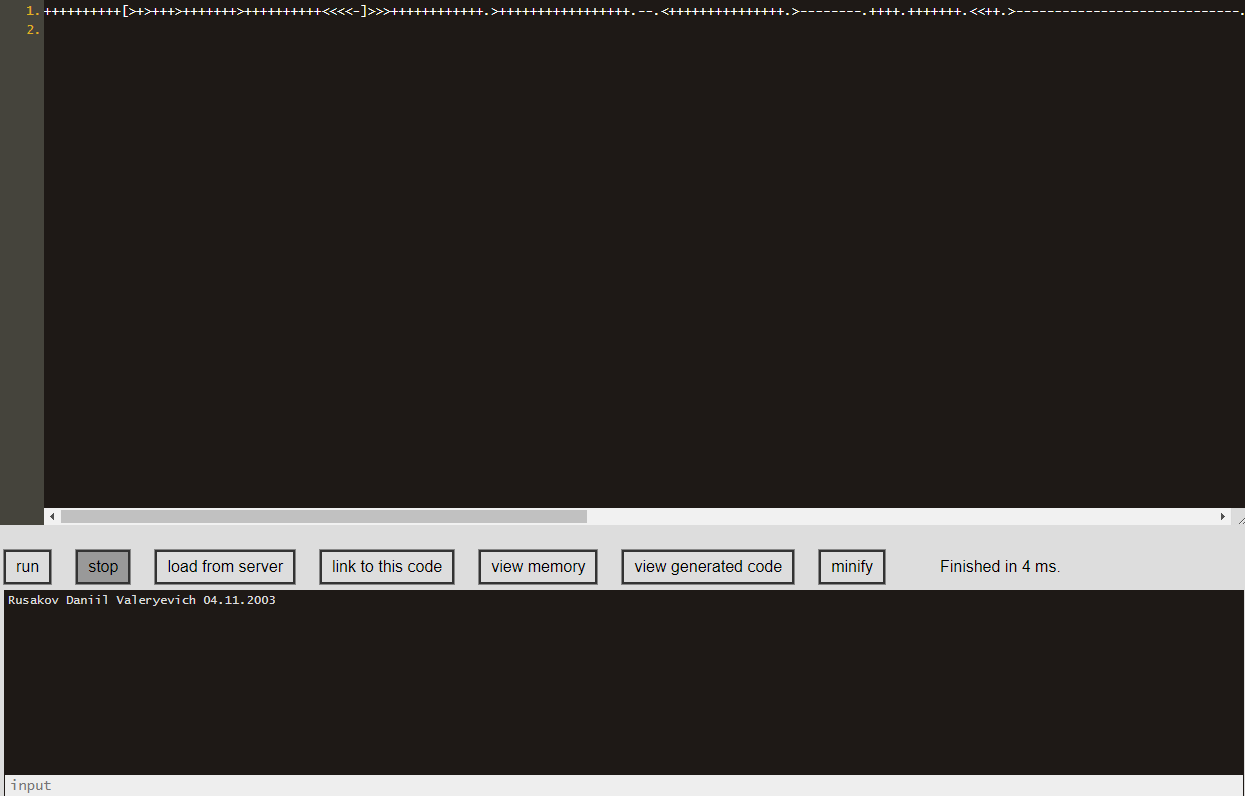 1. ++++++++++[>+>+++>+++++++>++++++++++<<<<-]>>>++++++++++++.>+++++++++++++++++.--.<+++++++++++++++.>--------.++++.+++++++.<<++.>-----------------------------.
2.
run stop load from server link to this code view memory view generated code minify Finished in 4 ms.
Rusakov Daniil Valeryevich 04.11.2003
input